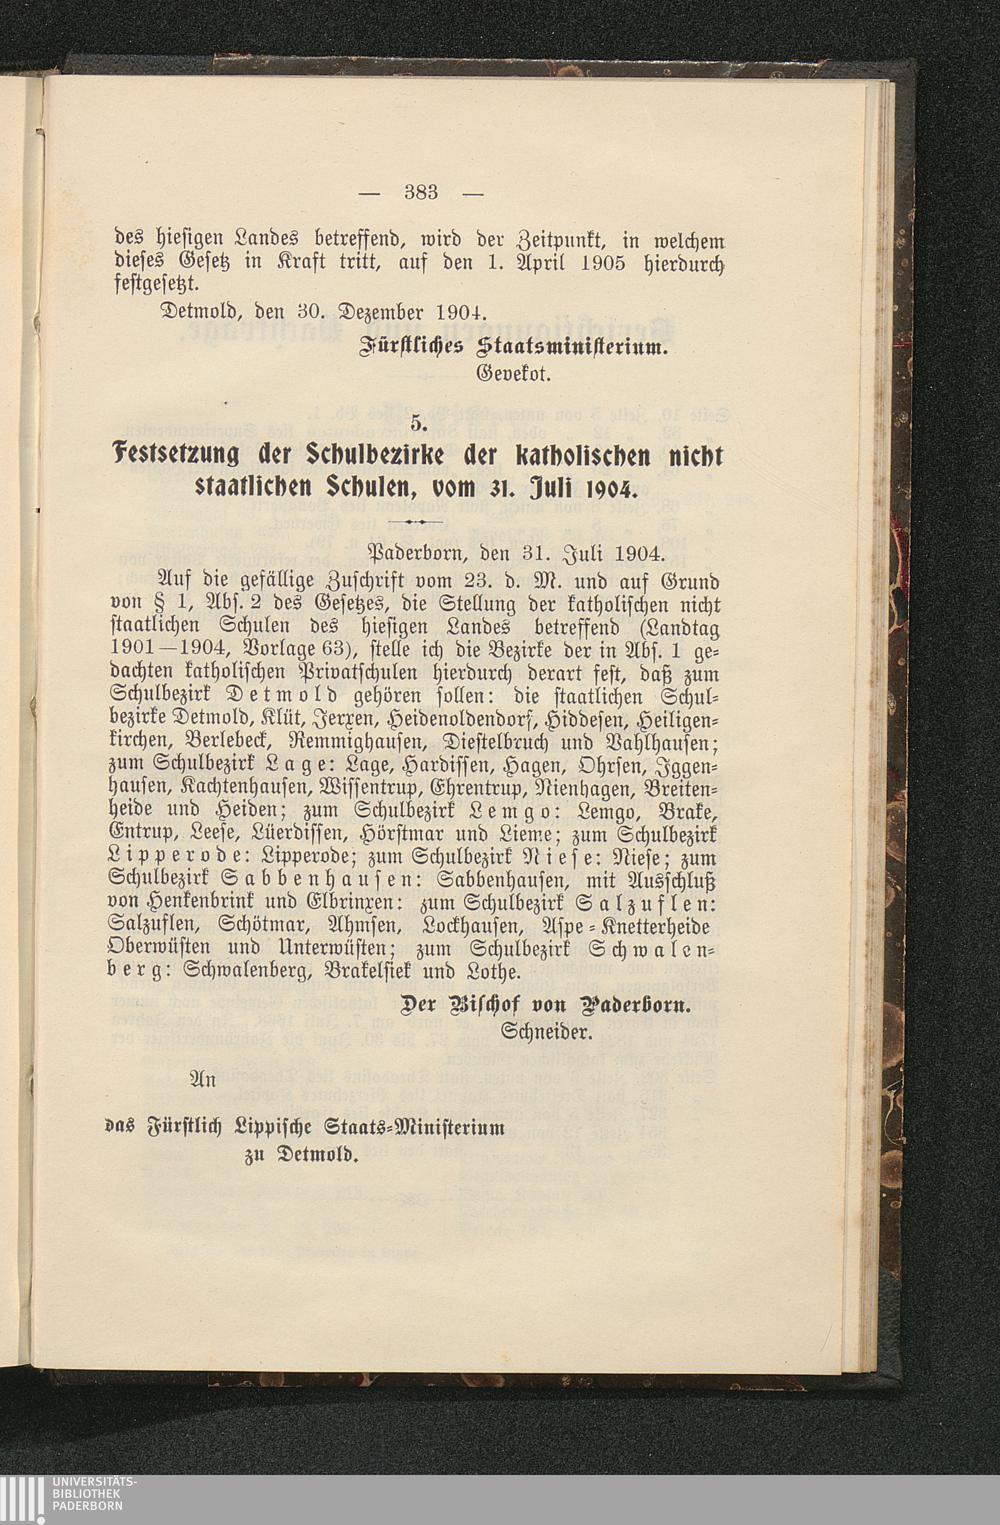 — 383 —
des hiesigen Landes betreffend, wird der Zeitpunkt, in welchem
dieses Gesetz in Kraft tritt, auf den 1. April 1905 hierdurch
festgesetzt.
Detmold, den 30. Dezember 1904.
Fürstliches Staatsministerium.
Gevekot.
5.
Festsetzung der Schulbezirke der katholischen nicht
staatlichen Schulen, vom 31. Juli 1904.
Paderborn, den 31. Juli 1904.
Auf die gefällige Zuschrift vom 23. d. M. und auf Grund
von § 1, Abs. 2 des Gesetzes, die Stellung der katholischen nicht
staatlichen Schulen des hiesigen Landes betreffend (Landtag
1901—1904, Vorlage 63), stelle ich die Bezirke der in Abs. 1 ge-
dachten katholischen Privatschulen hierdurch derart fest, daß zum
Schulbezirk Detmold gehören sollen: die staatlichen Schul-
bezirke Detmold, Klüt, Jerxen, Heidenoldendorf, Hiddesen, Heiligen-
kirchen, Berlebeck, Remmighausen, Diestelbruch und Vahlhausen;
zum Schulbezirk Lage: Lage, Hardissen, Hagen, Ohrsen, Iggen-
hausen, Kachtenhausen, Wissentrup, Ehrentrup, Nienhagen, Breiten-
heide und Heiden; zum Schulbezirk Lemgo: Lemgo, Brake,
Entrup, Leese, Lüerdissen, Hörstmar und Lieme; zum Schulbezirk
Lipperode: Lipperode; zum Schulbezirk Niese: Niese; zum
Schulbezirk Sabbenhausen: Sabbenhausen, mit Ausschluß
von Henkenbrink und Elbrinxen: zum Schulbezirk Salzuflen:
Salzuflen, Schötmar, Ahmsen, Lockhausen, Aspe-Knetterheide
Oberwüsten und Unterwüsten; zum Schulbezirk Schwalen-
berg: Schwalenberg, Brakelsiek und Lothe.
Der Bischof von Paderborn.
Schneider.
An
das Fürstlich Lippische Staats-Ministerium
zu Detmold.
UNIVERSITÄTS-
BIBLIOTHEK
PADERBORN